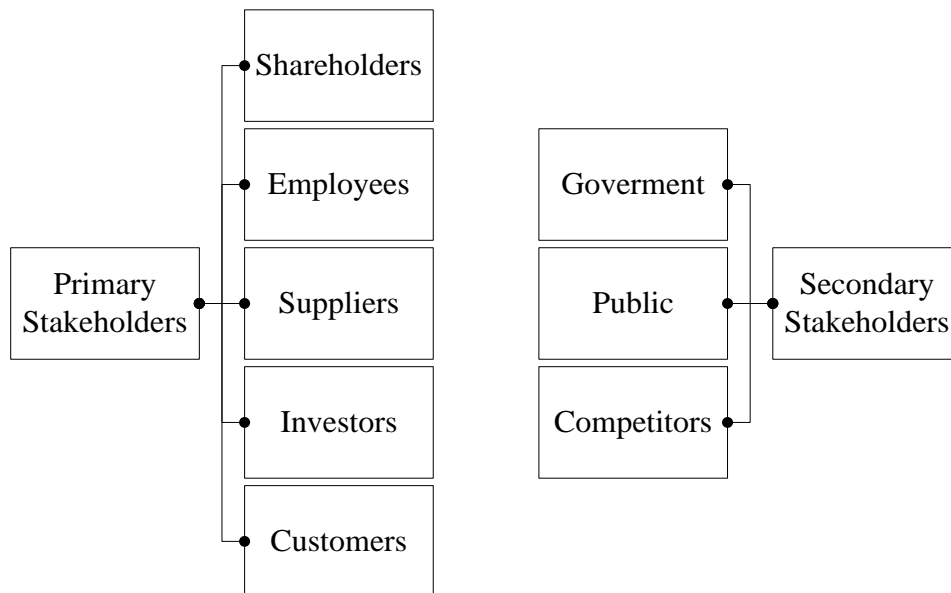 Shareholders
Employees
Goverment
Primary
Stakeholders
Suppliers
Public
Secondary
Stakeholders
Investors
Competitors
Customers